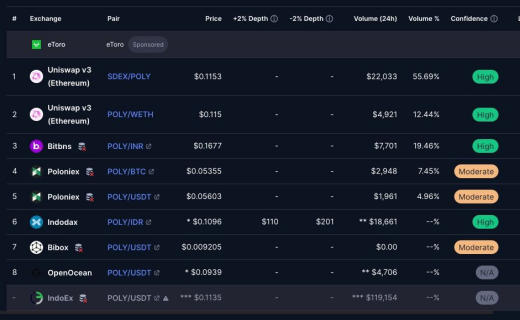 # Exchange Pair Price +2% Depth -2% Depth Volume (24h) Volume % Confidence
eToro eToro Sponsored
1 Uniswap v3 (Ethereum) SDEX/POLY $0.1153 - - $22,033 55.69% High
2 Uniswap v3 (Ethereum) POLY/WETH $0.115 - - $4,921 12.44% High
3 Bitbns POLY/INR $0.1677 - - $7,701 19.46% High
4 Poloniex POLY/BTC $0.05355 - - $2,948 7.45% Moderate
5 Poloniex POLY/USDT $0.05603 - - $1,961 4.96% Moderate
6 Indodax POLY/IDR * $0.1096 $110 $201 ** $18,661 --% High
7 Bibox POLY/USDT $0.009205 - - $0.00 --% Moderate
8 OpenOcean POLY/USDT * $0.0939 - - ** $4,706 --% N/A
- IndoEx POLY/USDT *** $0.1135 - - *** $119,154 --% N/A